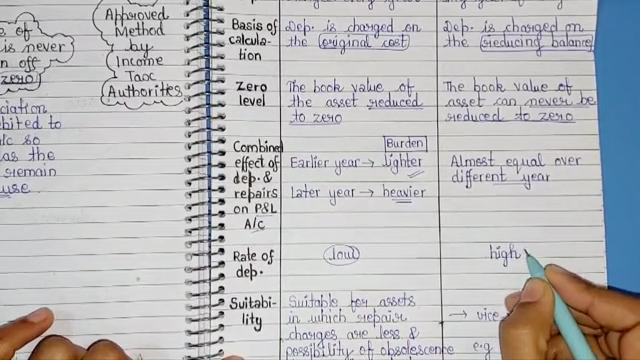 e of
is never
n off
zero
ciation
bited to
a/c so
as the
remain
use.
Approved
Method
by
Income
Tax
Authorites
Basis of
calcula-
tion
Dep. is charged on
the original cost
Dep. is charged on
the reducing balance
Zero
level
The book value of
the asset reduced
to zero
The book value of
asset can never be
reduced to zero
Combined
effect of
dep. &
repairs
on P&L
A/c
Burden
Earlier year → lighter
Later year → heavier
Almost equal over
different year
Rate of
dep.
low
high
Suitabi-
lity
Suitable for assets
in which repair
charges are less &
possibility of obsolescence
→ vice
e.g